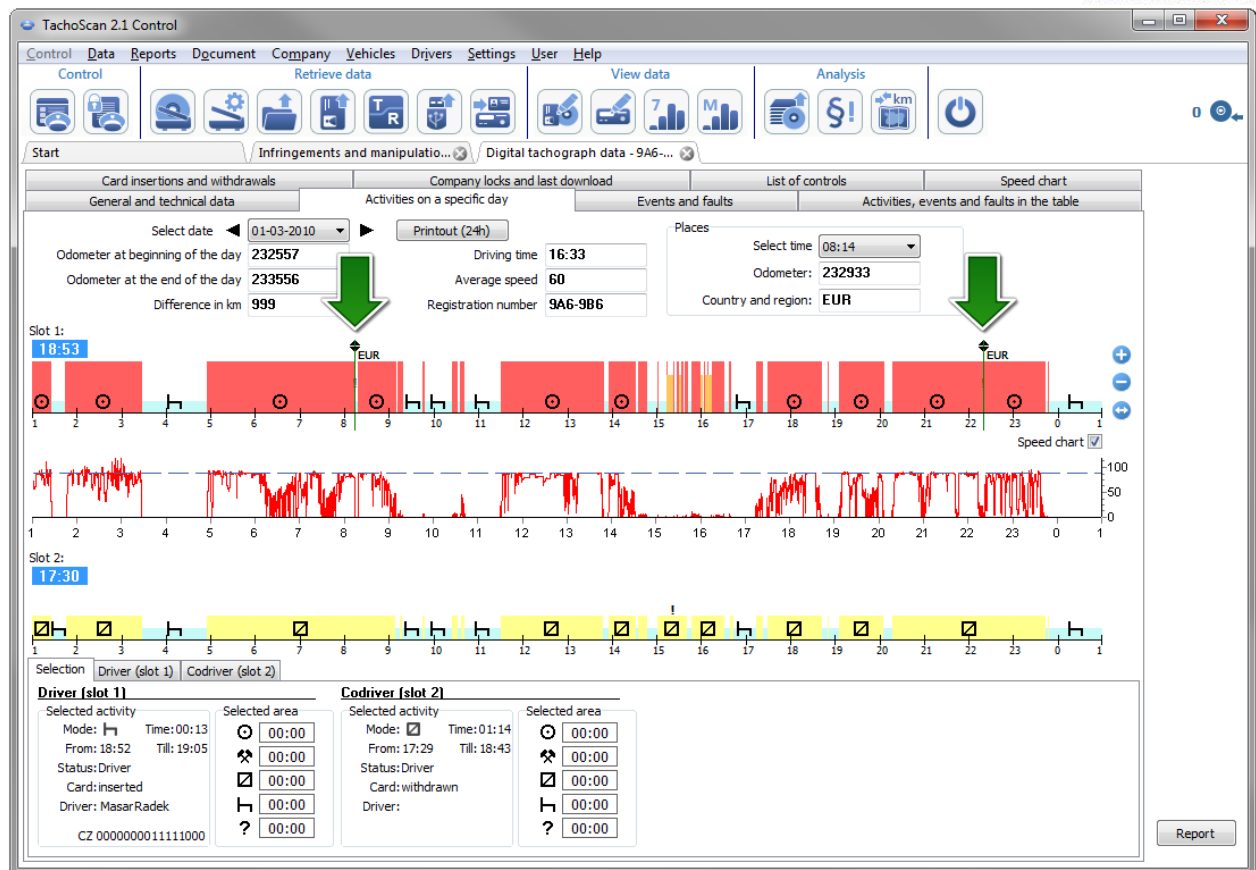 TachoScan 2.1 Control
Control Data Reports Document Company Vehicles Drivers Settings User Help
Control Retrieve data View data Analysis
T R 7 M §! km
0
Start Infringements and manipulatio... Digital tachograph data - 9A6-...
Card insertions and withdrawals Company locks and last download List of controls Speed chart
General and technical data Activities on a specific day Events and faults Activities, events and faults in the table
Select date 01-03-2010 Printout (24h) Places
Select time 08:14
Odometer at beginning of the day 232557 Driving time 16:33
Odometer: 232933
Odometer at the end of the day 233556 Average speed 60
Difference in km 999 Registration number 9A6-9B6 Country and region: EUR
Slot 1:
18:53
EUR EUR
1 2 3 4 5 6 7 8 9 10 11 12 13 14 15 16 17 18 19 20 21 22 23 0 1
Speed chart
100
50
0
1 2 3 4 5 6 7 8 9 10 11 12 13 14 15 16 17 18 19 20 21 22 23 0 1
Slot 2:
17:30
!
1 2 3 4 5 6 7 8 9 10 11 12 13 14 15 16 17 18 19 20 21 22 23 0 1
Selection Driver (slot 1) Codriver (slot 2)
Driver (slot 1) Codriver (slot 2)
Selected activity Selected area Selected activity Selected area
Mode: Time: 00:13 00:00 Mode: Time: 01:14 00:00
From: 18:52 Till: 19:05 00:00 From: 17:29 Till: 18:43 00:00
Status: Driver Status: Driver
Card: inserted 00:00 Card: withdrawn 00:00
Driver: MasarRadek 00:00 Driver: 00:00
CZ 0000000011111000 ? 00:00 ? 00:00
Report